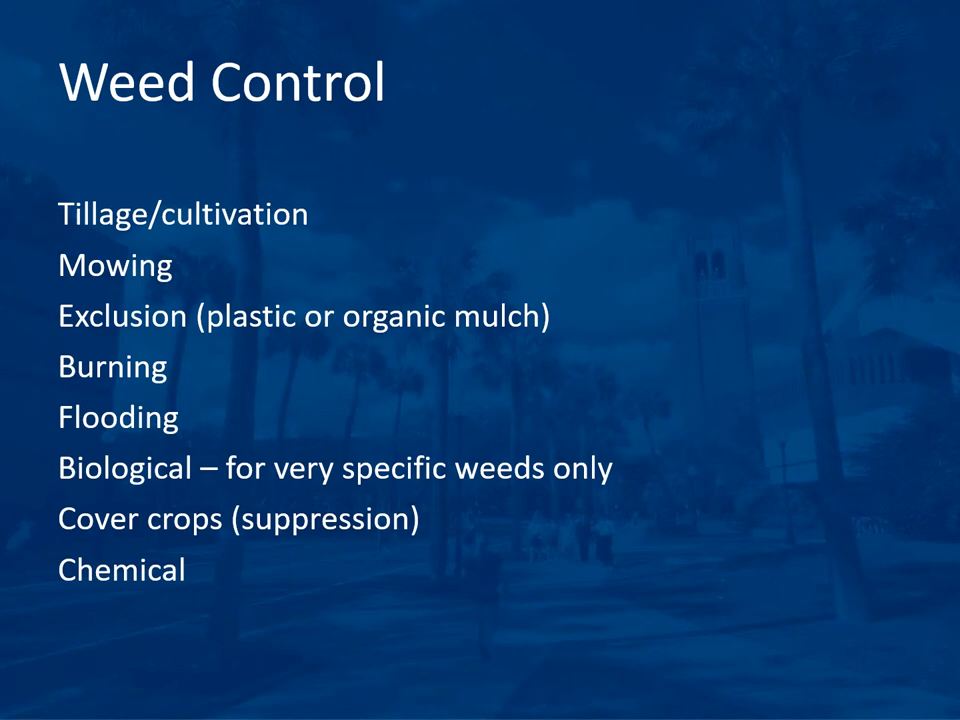 Weed Control
Tillage/cultivation
Mowing
Exclusion (plastic or organic mulch)
Burning
Flooding
Biological – for very specific weeds only
Cover crops (suppression)
Chemical